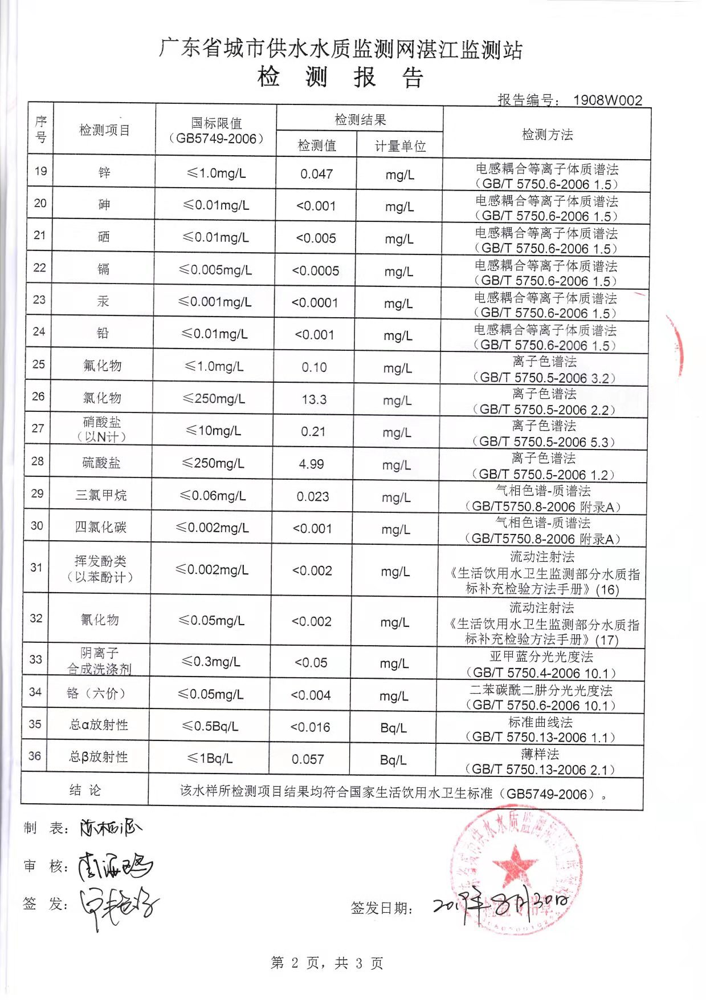 广东省城市供水水质监测网湛江监测站
检 测 报 告
报告编号： 1908W002
序号 检测项目 国标限值（GB5749-2006） 检测结果 检测方法
检测值 计量单位
19 锌 ≤1.0mg/L 0.047 mg/L 电感耦合等离子体质谱法
（GB/T 5750.6-2006 1.5）
20 砷 ≤0.01mg/L <0.001 mg/L 电感耦合等离子体质谱法
（GB/T 5750.6-2006 1.5）
21 硒 ≤0.01mg/L <0.005 mg/L 电感耦合等离子体质谱法
（GB/T 5750.6-2006 1.5）
22 镉 ≤0.005mg/L <0.0005 mg/L 电感耦合等离子体质谱法
（GB/T 5750.6-2006 1.5）
23 汞 ≤0.001mg/L <0.0001 mg/L 电感耦合等离子体质谱法
（GB/T 5750.6-2006 1.5）
24 铅 ≤0.01mg/L <0.001 mg/L 电感耦合等离子体质谱法
（GB/T 5750.6-2006 1.5）
25 氟化物 ≤1.0mg/L 0.10 mg/L 离子色谱法
（GB/T 5750.5-2006 3.2）
26 氯化物 ≤250mg/L 13.3 mg/L 离子色谱法
（GB/T 5750.5-2006 2.2）
27 硝酸盐（以N计） ≤10mg/L 0.21 mg/L 离子色谱法
（GB/T 5750.5-2006 5.3）
28 硫酸盐 ≤250mg/L 4.99 mg/L 离子色谱法
（GB/T 5750.5-2006 1.2）
29 三氯甲烷 ≤0.06mg/L 0.023 mg/L 气相色谱-质谱法
（GB/T5750.8-2006 附录A）
30 四氯化碳 ≤0.002mg/L <0.001 mg/L 气相色谱-质谱法
（GB/T5750.8-2006 附录A）
31 挥发酚类（以苯酚计） ≤0.002mg/L <0.002 mg/L 流动注射法
《生活饮用水卫生监测部分水质指
标补充检验方法手册》(16)
32 氰化物 ≤0.05mg/L <0.002 mg/L 流动注射法
《生活饮用水卫生监测部分水质指
标补充检验方法手册》(17)
33 阴离子合成洗涤剂 ≤0.3mg/L <0.05 mg/L 亚甲蓝分光光度法
（GB/T 5750.4-2006 10.1）
34 铬（六价） ≤0.05mg/L <0.004 mg/L 二苯碳酰二肼分光光度法
（GB/T 5750.6-2006 10.1）
35 总α放射性 ≤0.5Bq/L <0.016 Bq/L 标准曲线法
（GB/T 5750.13-2006 1.1）
36 总β放射性 ≤1Bq/L 0.057 Bq/L 薄样法
（GB/T 5750.13-2006 2.1）
结 论 该水样所检测项目结果均符合国家生活饮用水卫生标准（GB5749-2006）。
制 表：
审 核：
签 发：
签发日期： 2019年8月30日
第 2 页，共 3 页